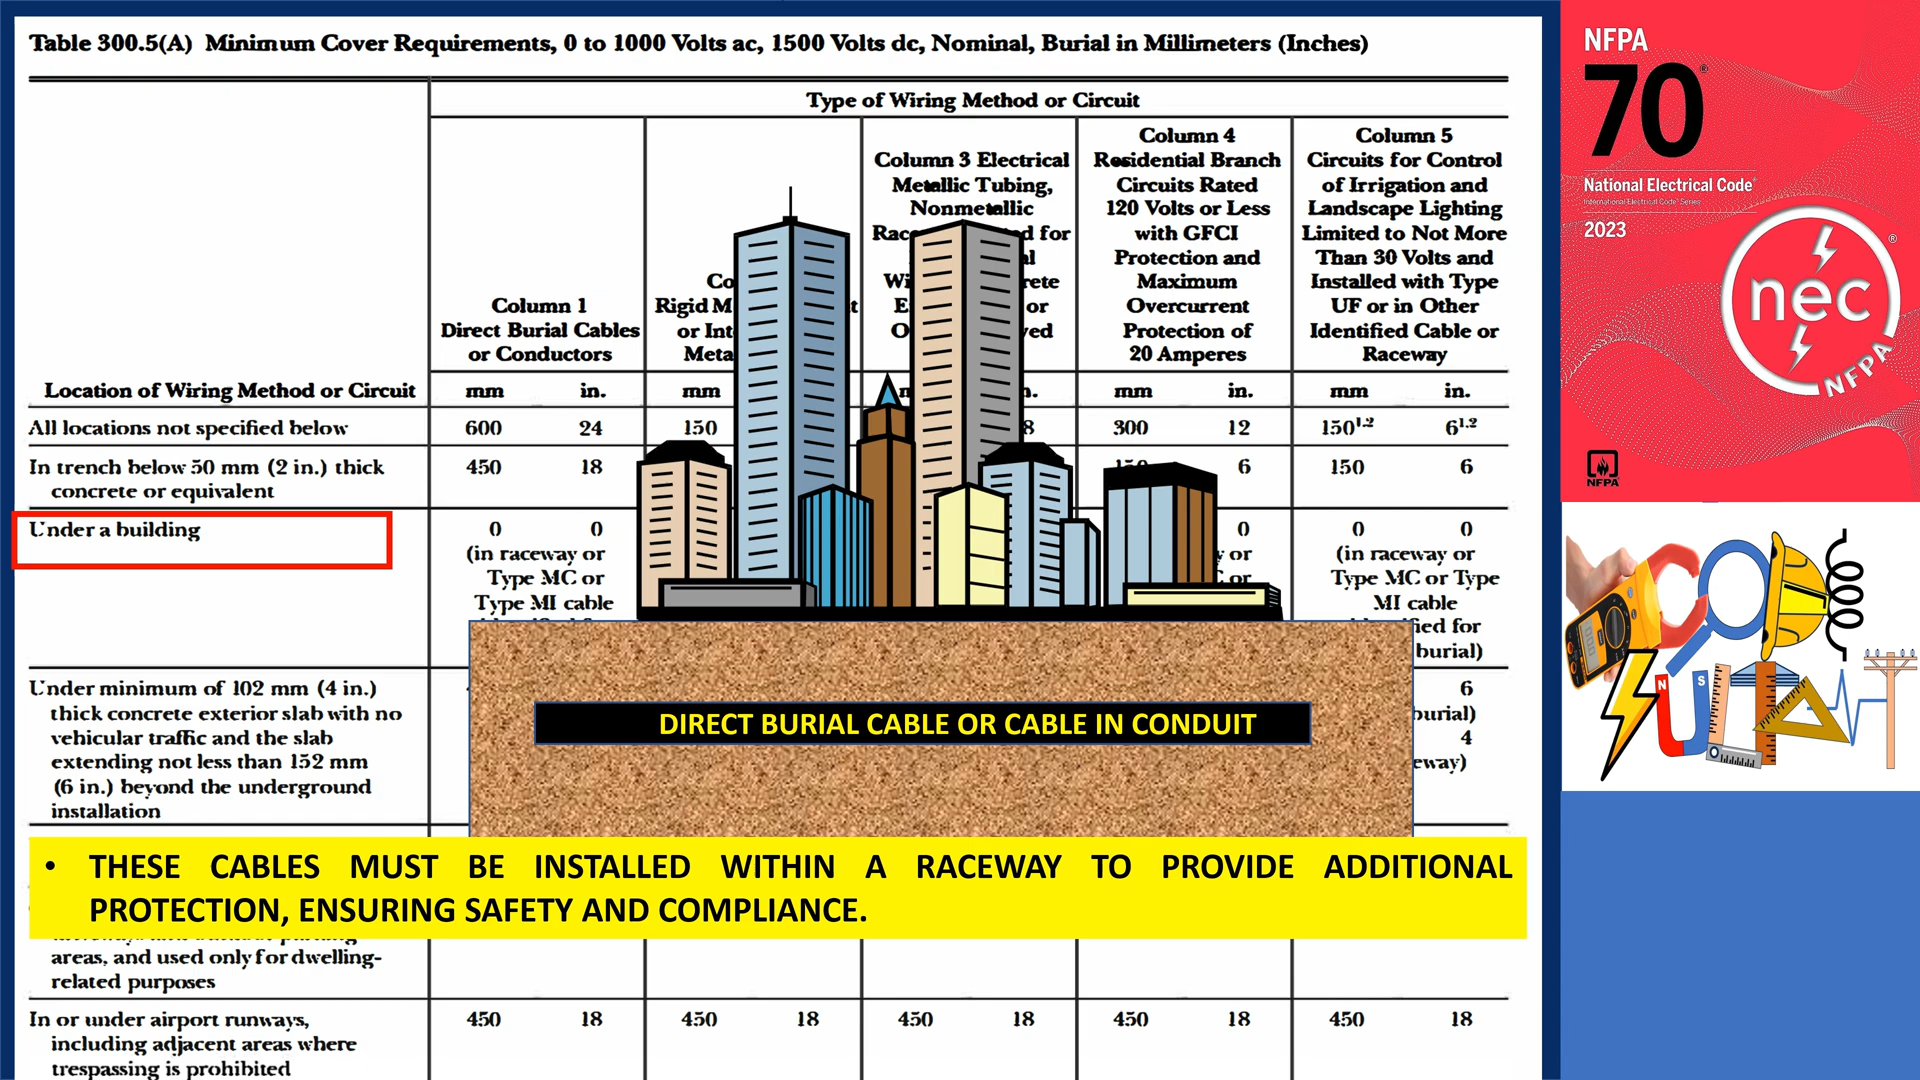 Table 300.5(A) Minimum Cover Requirements, 0 to 1000 Volts ac, 1500 Volts dc, Nominal, Burial in Millimeters (Inches)
Type of Wiring Method or Circuit
Location of Wiring Method or Circuit
Column 1
Direct Burial Cables
or Conductors
Rigid
or
Column 3 Electrical
Metallic Tubing,
Nonmetallic
for
or
Column 4
Residential Branch
Circuits Rated
120 Volts or Less
with GFCI
Protection and
Maximum
Overcurrent
Protection of
20 Amperes
Column 5
Circuits for Control
of Irrigation and
Landscape Lighting
Limited to Not More
Than 30 Volts and
Installed with Type
UF or in Other
Identified Cable or
Raceway
mm in. mm mm in. mm in.
All locations not specified below 600 24 150 300 12 150¹·² 6¹·²
In trench below 50 mm (2 in.) thick
concrete or equivalent 450 18 6 150 6
Under a building 0 0 0 0 0
(in raceway or
Type MC or
Type MI cable
or
or
(in raceway or
Type MC or Type
MI cable
for
burial)
Under minimum of 102 mm (4 in.)
thick concrete exterior slab with no
vehicular traffic and the slab
extending not less than 152 mm
(6 in.) beyond the underground
installation
6
burial)
4
DIRECT BURIAL CABLE OR CABLE IN CONDUIT
• THESE CABLES MUST BE INSTALLED WITHIN A RACEWAY TO PROVIDE ADDITIONAL
PROTECTION, ENSURING SAFETY AND COMPLIANCE.
areas, and used only for dwelling-
related purposes
In or under airport runways,
including adjacent areas where
trespassing is prohibited
450 18 450 18 450 18 450 18 450 18
NFPA
70®
National Electrical Code®
International Electrical Code® Series
2023
nec®
NFPA
NFPA
N S